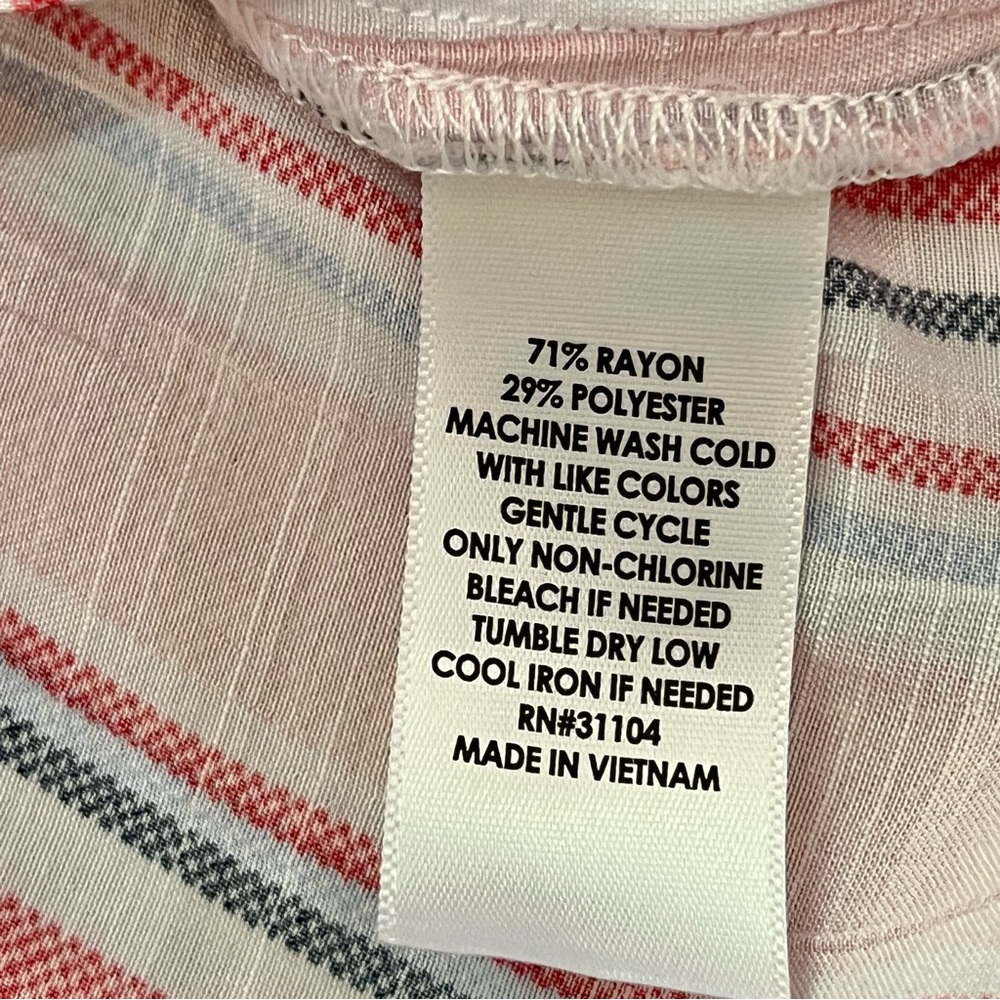 71% RAYON
29% POLYESTER
MACHINE WASH COLD
WITH LIKE COLORS
GENTLE CYCLE
ONLY NON-CHLORINE
BLEACH IF NEEDED
TUMBLE DRY LOW
COOL IRON IF NEEDED
RN#31104
MADE IN VIETNAM